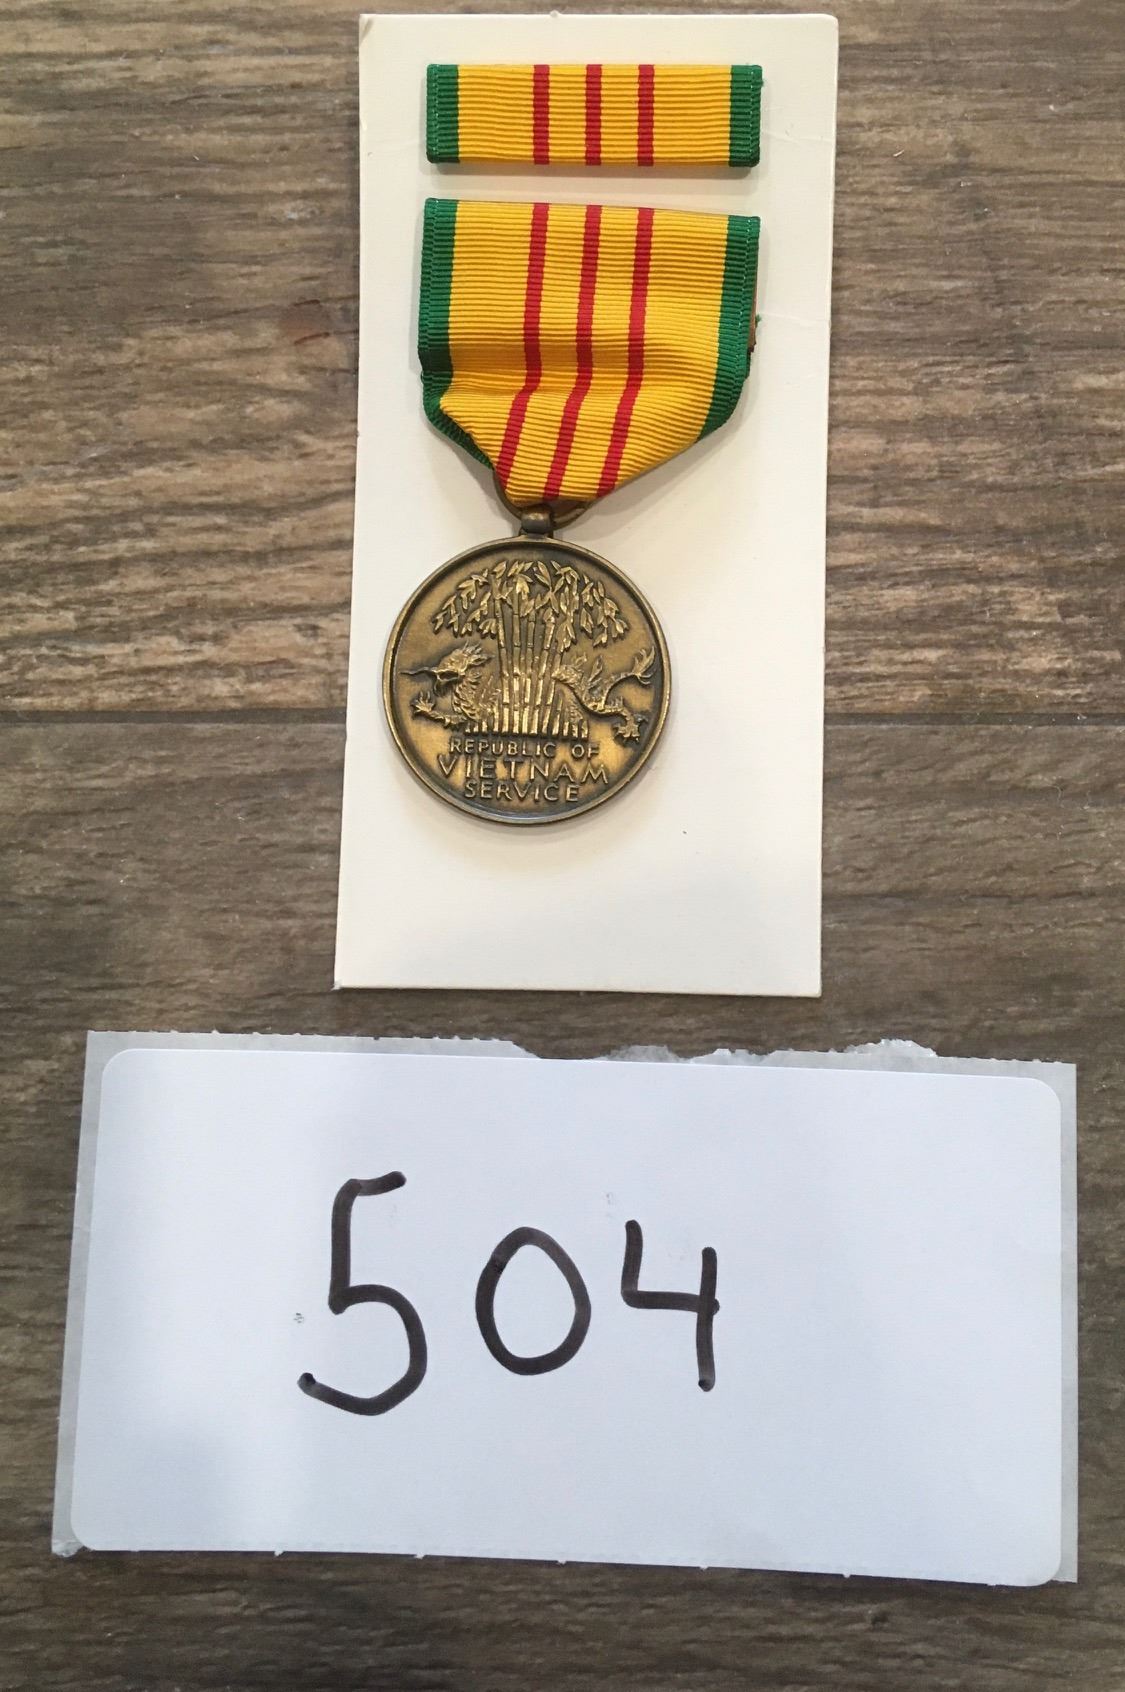 REPUBLIC OF
VIETNAM
SERVICE
504